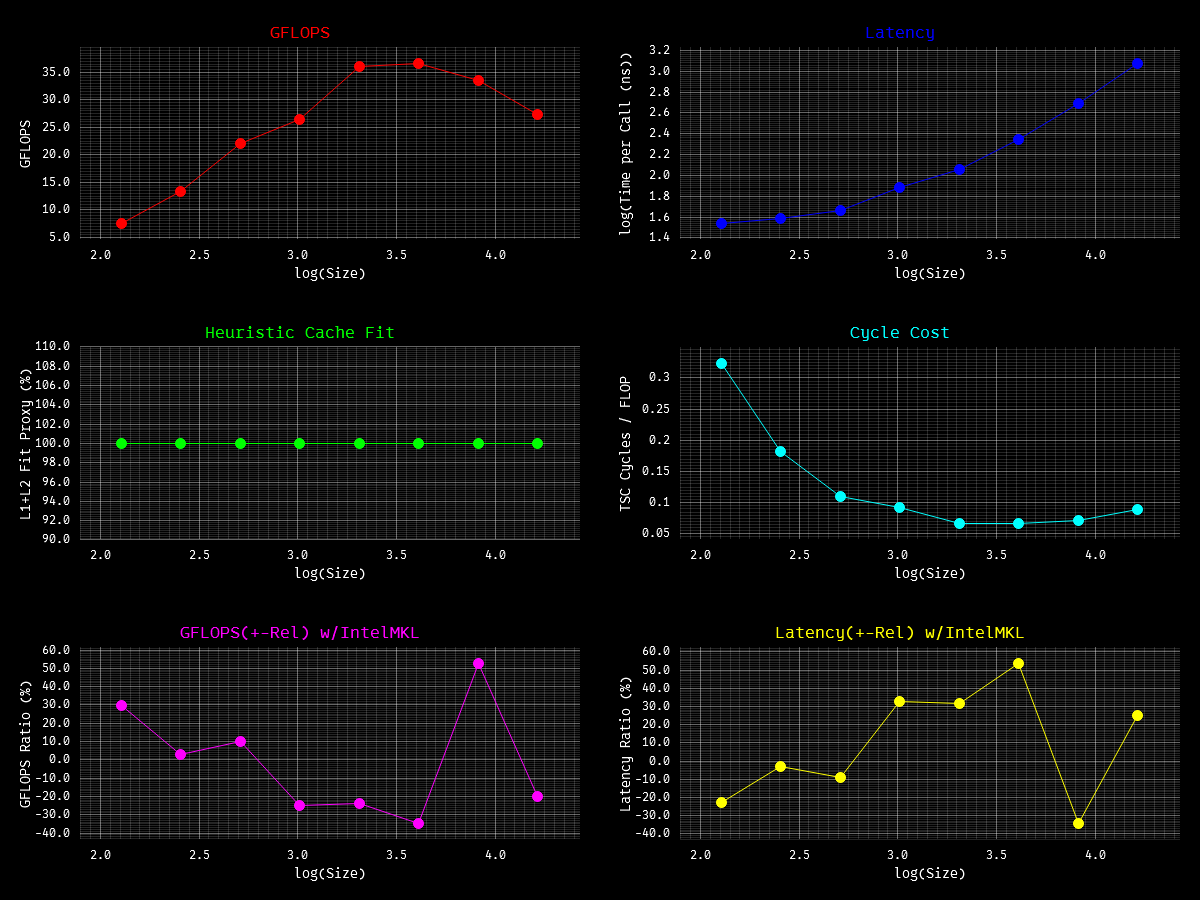 GFLOPS
GFLOPS
35.0
30.0
25.0
20.0
15.0
10.0
5.0
2.0 2.5 3.0 3.5 4.0
log(Size)
Latency
log(Time per Call (ns))
3.2
3.0
2.8
2.6
2.4
2.2
2.0
1.8
1.6
1.4
2.0 2.5 3.0 3.5 4.0
log(Size)
Heuristic Cache Fit
L1+L2 Fit Proxy (%)
110.0
108.0
106.0
104.0
102.0
100.0
98.0
96.0
94.0
92.0
90.0
2.0 2.5 3.0 3.5 4.0
log(Size)
Cycle Cost
TSC Cycles / FLOP
0.3
0.25
0.2
0.15
0.1
0.05
2.0 2.5 3.0 3.5 4.0
log(Size)
GFLOPS(+-Rel) w/IntelMKL
GFLOPS Ratio (%)
60.0
50.0
40.0
30.0
20.0
10.0
0.0
-10.0
-20.0
-30.0
-40.0
2.0 2.5 3.0 3.5 4.0
log(Size)
Latency(+-Rel) w/IntelMKL
Latency Ratio (%)
60.0
50.0
40.0
30.0
20.0
10.0
0.0
-10.0
-20.0
-30.0
-40.0
2.0 2.5 3.0 3.5 4.0
log(Size)